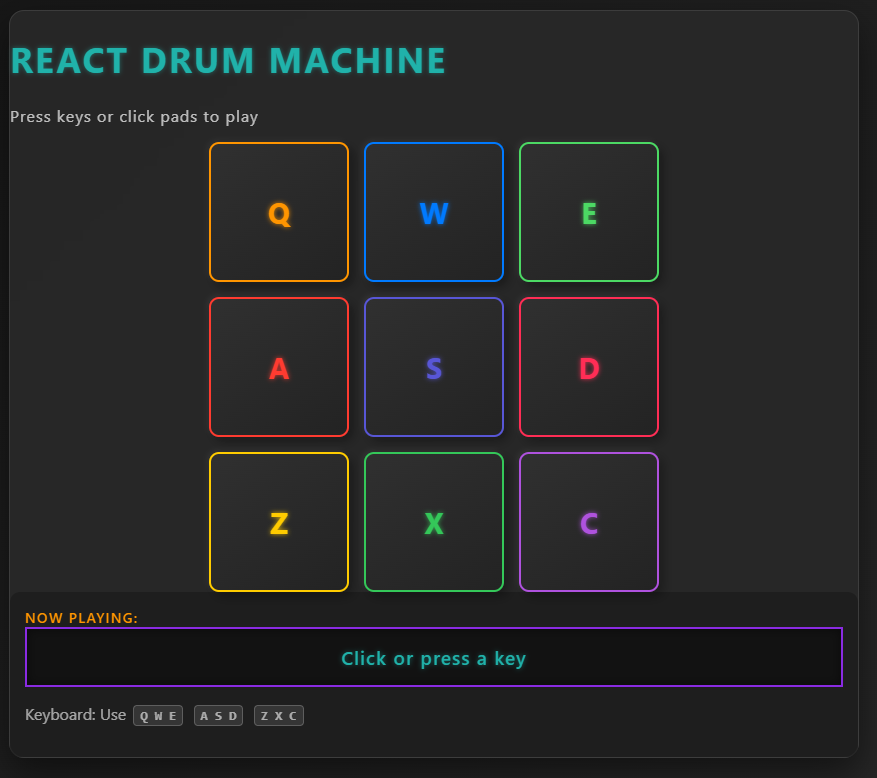 REACT DRUM MACHINE
Press keys or click pads to play
Q W E
A S D
Z X C
NOW PLAYING:
Click or press a key
Keyboard: Use Q W E A S D Z X C